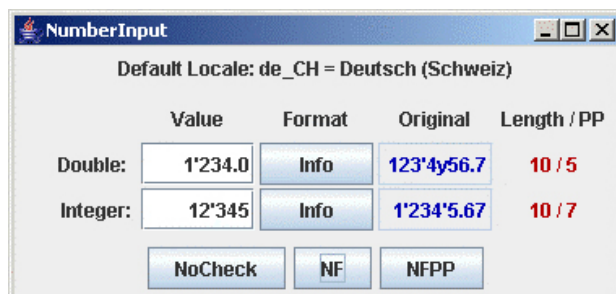 NumberInput
Default Locale: de_CH = Deutsch (Schweiz)
Value Format Original Length / PP
Double: 1'234.0 Info 123'4y56.7 10 / 5
Integer: 12'345 Info 1'234'5.67 10 / 7
NoCheck NF NFPP